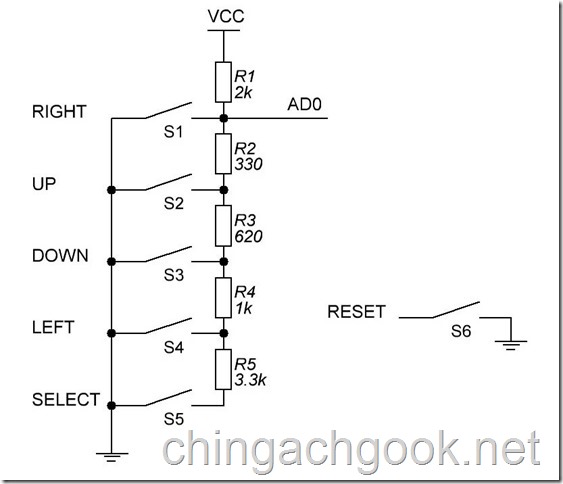 VCC
R1
2k
RIGHT
AD0
S1
R2
330
UP
S2
R3
620
DOWN
S3
R4
1k
LEFT
RESET
S4
S6
R5
3.3k
SELECT
S5
chingachgook.net